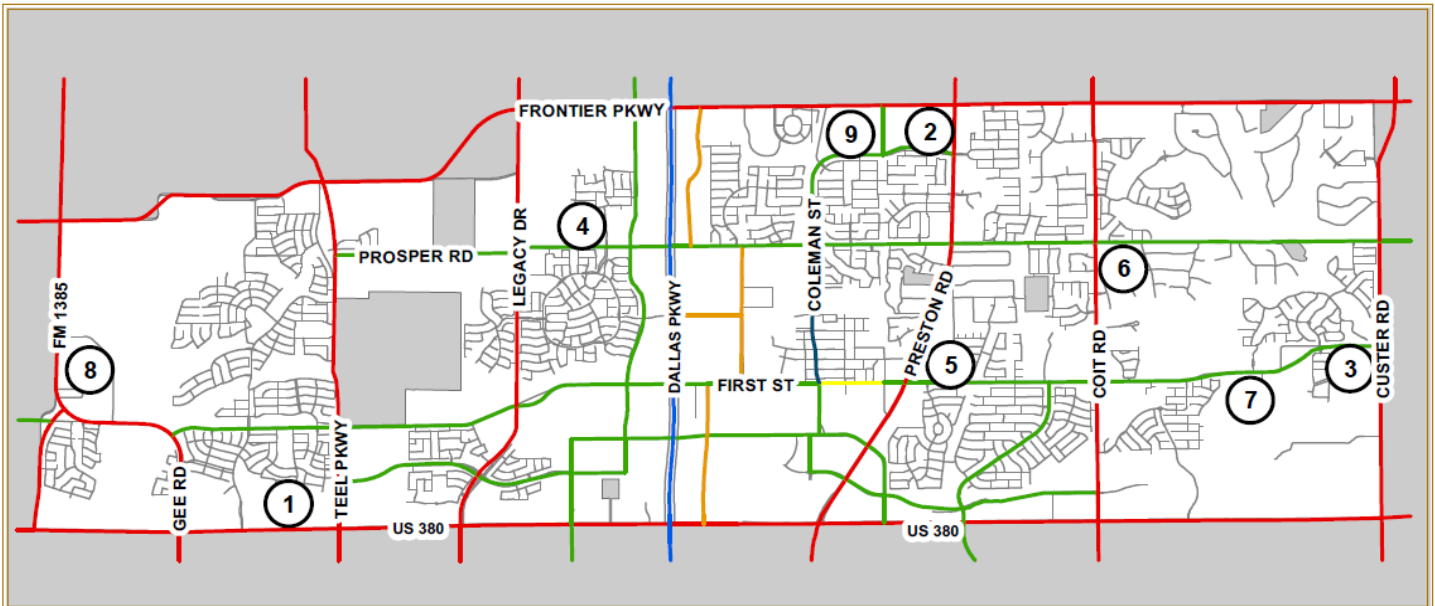 FRONTIER PKWY
9
2
4
PROSPER RD
LEGACY DR
COLEMAN ST
6
FM 1385
DALLAS PKWY
PRESTON RD
COIT RD
CUSTER RD
8
FIRST ST
5
3
7
GEE RD
1
TEEL PKWY
US 380
US 380